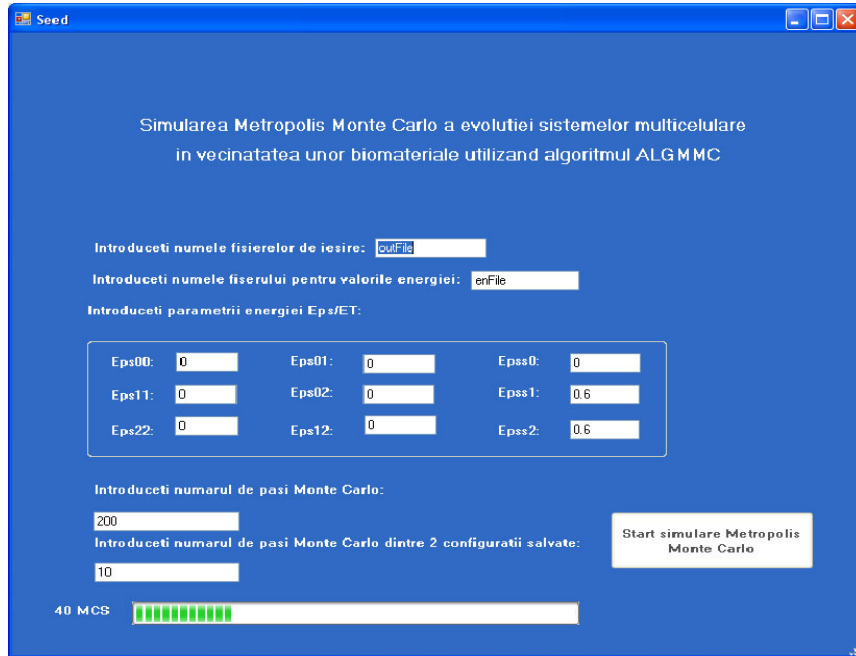 Seed
Simularea Metropolis Monte Carlo a evolutiei sistemelor multicelulare
in vecinatatea unor biomateriale utilizand algoritmul ALGMMC
Introduceti numele fisierelor de iesire: outFile
Introduceti numele fiserului pentru valorile energiei: enFile
Introduceti parametrii energiei Eps/ET:
Eps00: 0 Eps01: 0 Epss0: 0
Eps11: 0 Eps02: 0 Epss1: 0.6
Eps22: 0 Eps12: 0 Epss2: 0.6
Introduceti numarul de pasi Monte Carlo:
200
Introduceti numarul de pasi Monte Carlo dintre 2 configuratii salvate:
10
Start simulare Metropolis
Monte Carlo
40 MCS